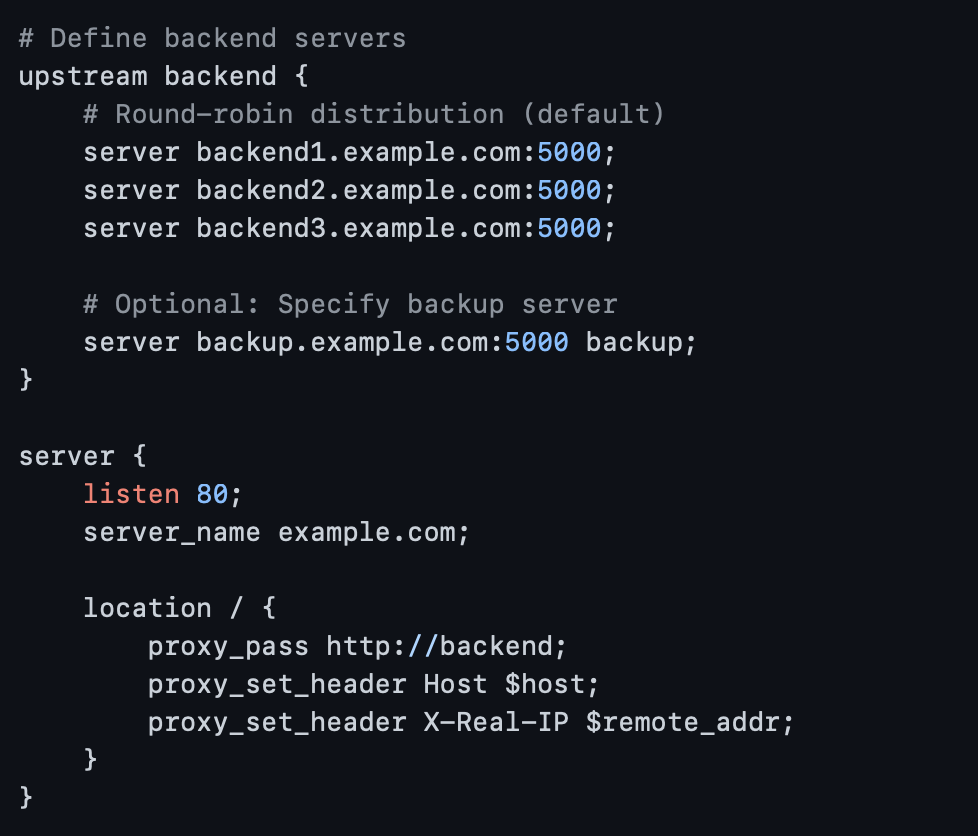 # Define backend servers
upstream backend {
    # Round-robin distribution (default)
    server backend1.example.com:5000;
    server backend2.example.com:5000;
    server backend3.example.com:5000;

    # Optional: Specify backup server
    server backup.example.com:5000 backup;
}

server {
    listen 80;
    server_name example.com;

    location / {
        proxy_pass http://backend;
        proxy_set_header Host $host;
        proxy_set_header X-Real-IP $remote_addr;
    }
}